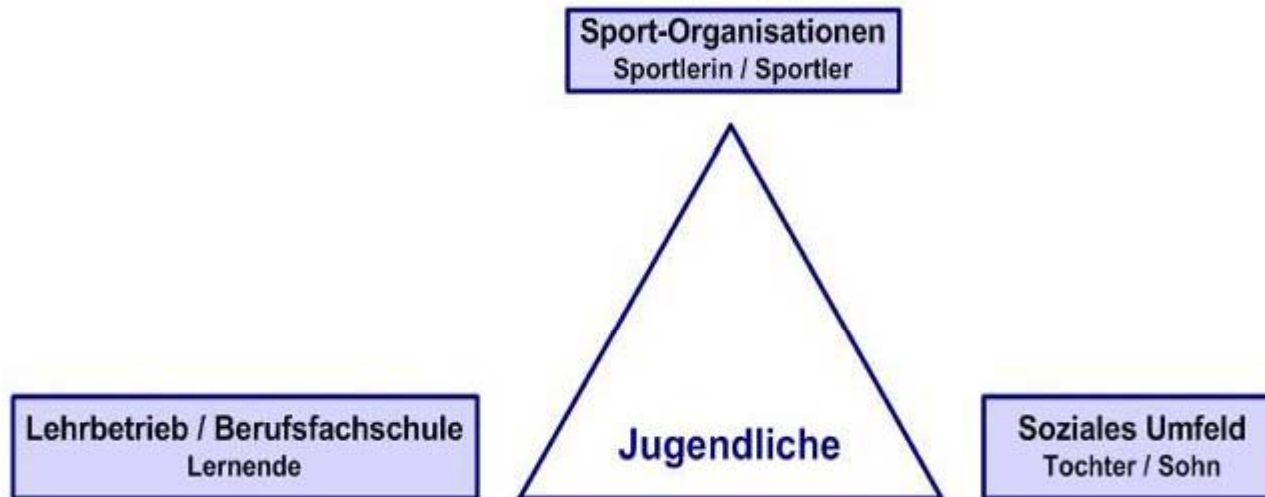 Sport-Organisationen
Sportlerin / Sportler
Lehrbetrieb / Berufsfachschule
Lernende
Jugendliche
Soziales Umfeld
Tochter / Sohn